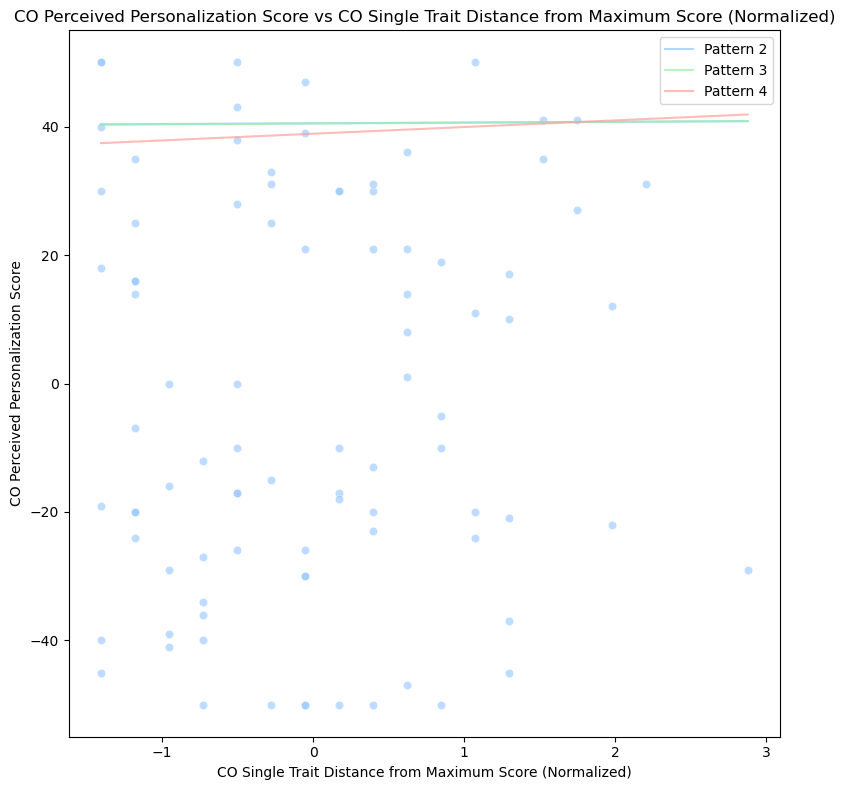 CO Perceived Personalization Score vs CO Single Trait Distance from Maximum Score (Normalized)
Pattern 2
Pattern 3
Pattern 4
CO Perceived Personalization Score
40
20
0
−20
−40
−1
0
1
2
3
CO Single Trait Distance from Maximum Score (Normalized)